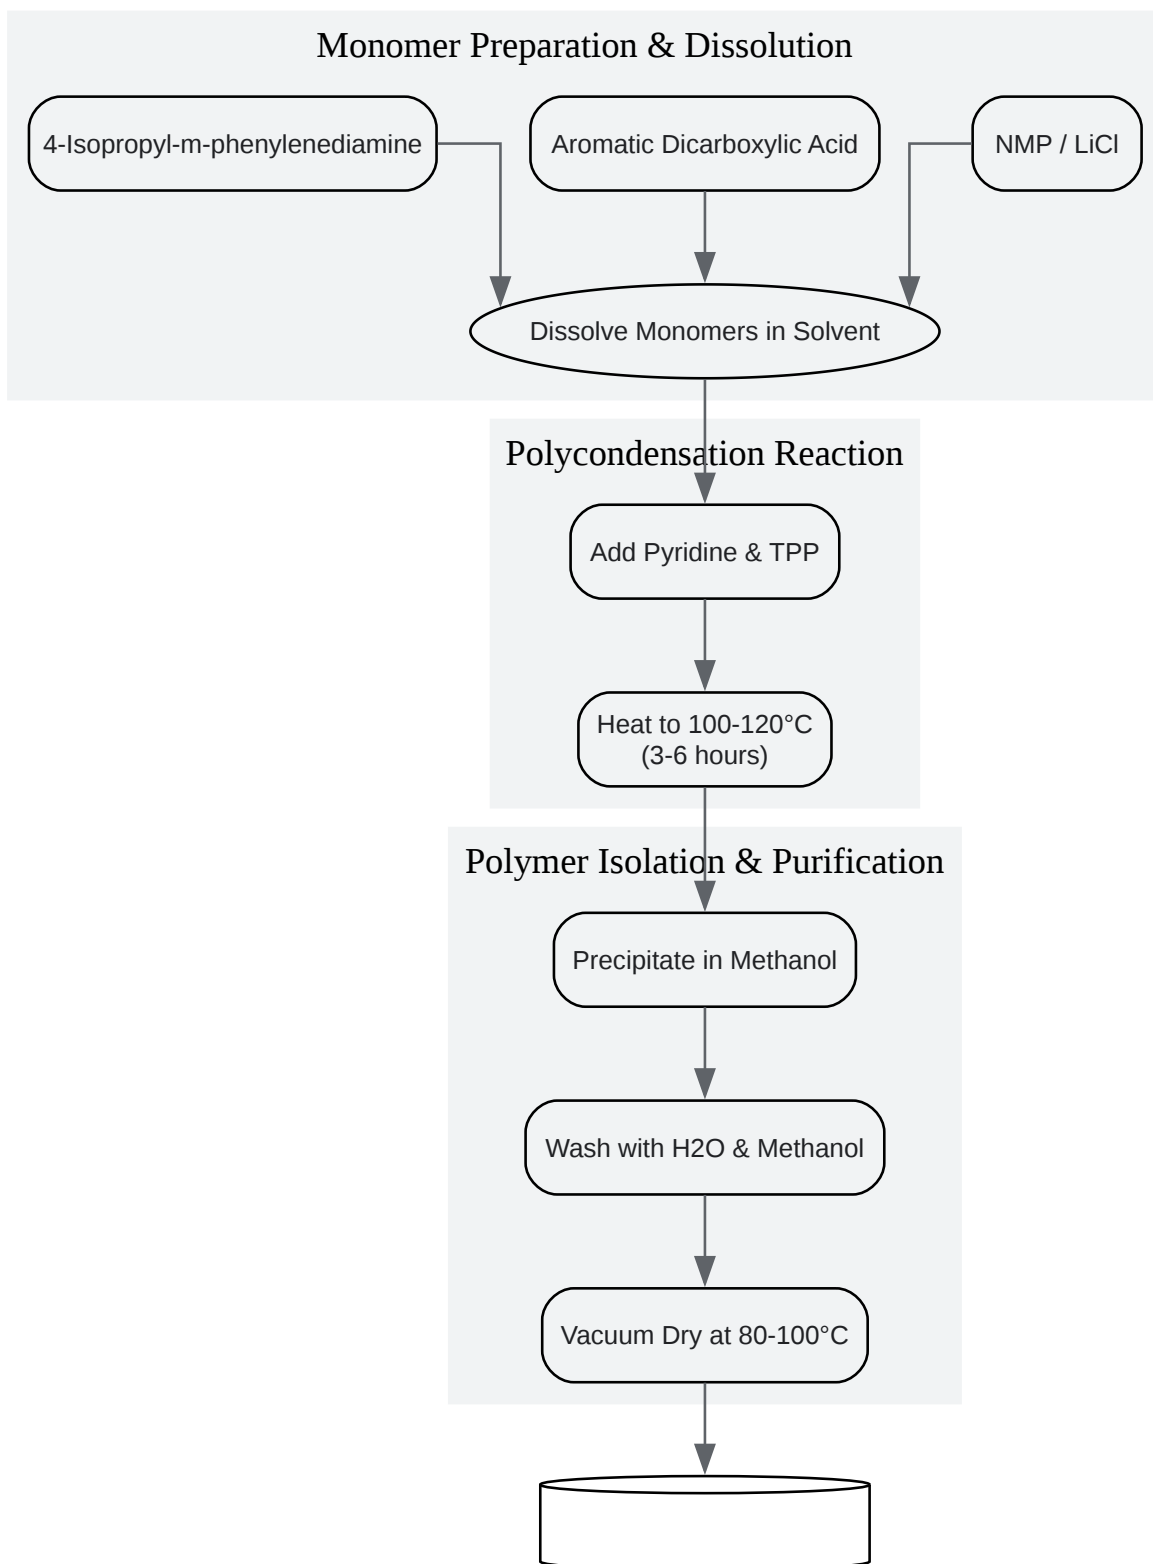 Monomer Preparation & Dissolution
4-Isopropyl-m-phenylenediamine
Aromatic Dicarboxylic Acid
NMP / LiCl
Dissolve Monomers in Solvent
Polycondensation Reaction
Add Pyridine & TPP
Heat to 100-120°C
(3-6 hours)
Polymer Isolation & Purification
Precipitate in Methanol
Wash with H2O & Methanol
Vacuum Dry at 80-100°C